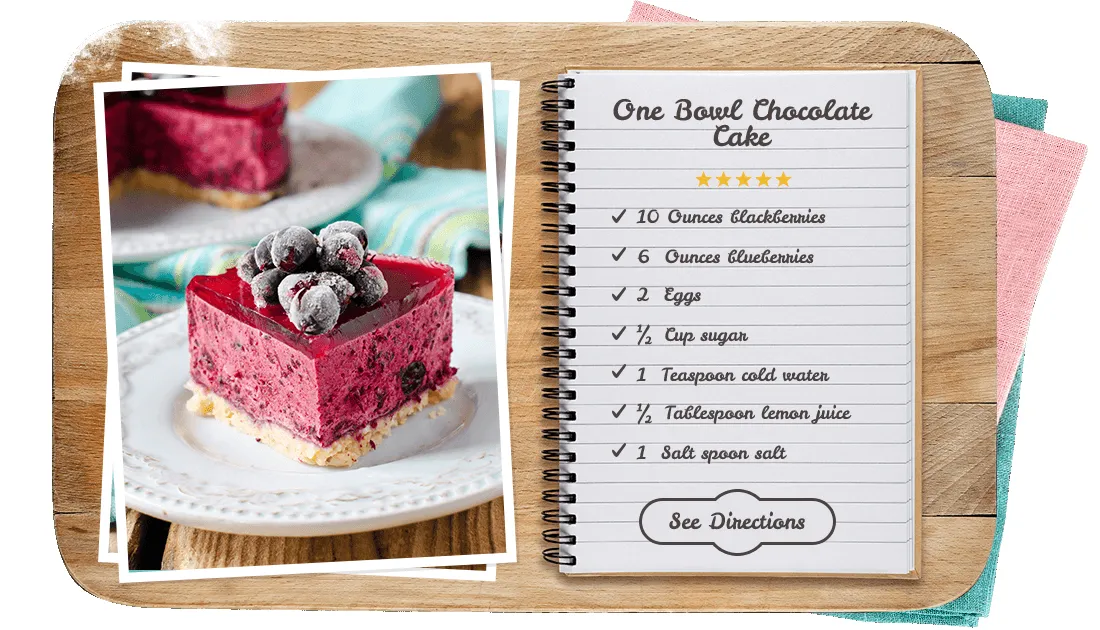 One Bowl Chocolate
Cake
✓ 10 Ounces blackberries
✓ 6 Ounces blueberries
✓ 2 Eggs
✓ ½ Cup sugar
✓ 1 Teaspoon cold water
✓ ½ Tablespoon lemon juice
✓ 1 Salt spoon salt
See Directions